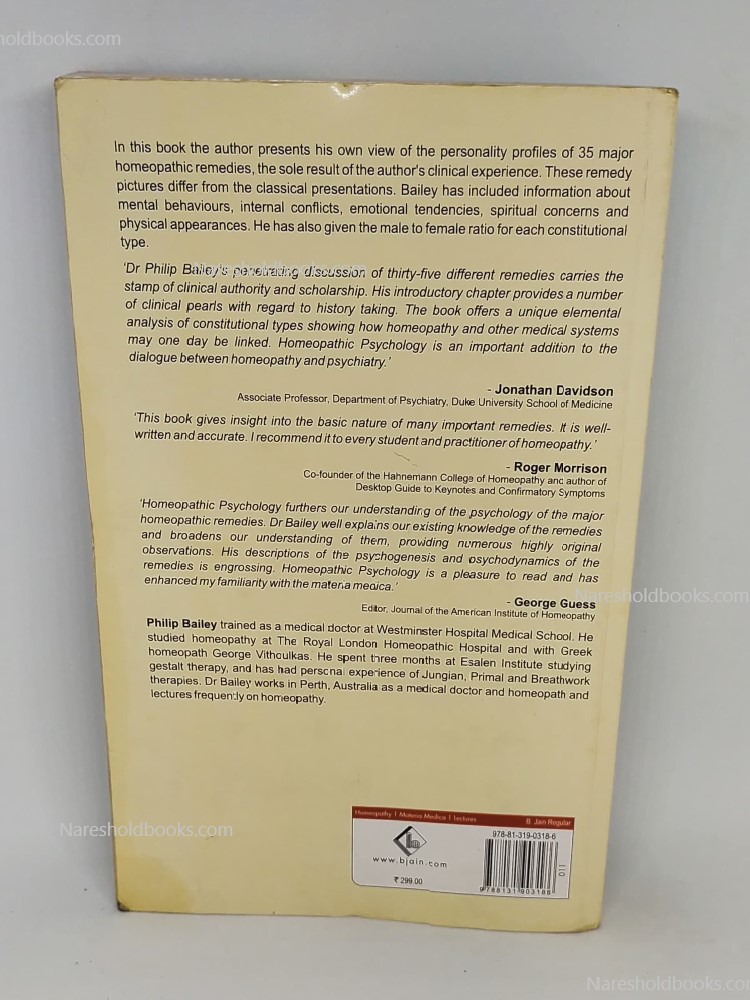 holdbooks.com
In this book the author presents his own view of the personality profiles of 35 major
homeopathic remedies, the sole result of the author's clinical experience. These remedy
pictures differ from the classical presentations. Bailey has included information about
mental behaviours, internal conflicts, emotional tendencies, spiritual concerns and
physical appearances. He has also given the male to female ratio for each constitutional
type.
'Dr Philip Bailey's penetrating discussion of thirty-five different remedies carries the
stamp of clinical authority and scholarship. His introductory chapter provides a number
of clinical pearls with regard to history taking. The book offers a unique elemental
analysis of constitutional types showing how homeopathy and other medical systems
may one day be linked. Homeopathic Psychology is an important addition to the
dialogue between homeopathy and psychiatry.'
- Jonathan Davidson
Associate Professor, Department of Psychiatry, Duke University School of Medicine
'This book gives insight into the basic nature of many important remedies. It is well-
written and accurate. I recommend it to every student and practitioner of homeopathy.'
- Roger Morrison
Co-founder of the Hahnemann College of Homeopathy and author of
Desktop Guide to Keynotes and Confirmatory Symptoms
'Homeopathic Psychology furthers our understanding of the psychology of the major
homeopathic remedies. Dr Bailey well explains our existing knowledge of the remedies
and broadens our understanding of them, providing numerous highly original
observations. His descriptions of the psychogenesis and psychodynamics of the
remedies is engrossing. Homeopathic Psychology is a pleasure to read and has
enhanced my familiarity with the materia medica.'
- George Guess
Editor, Journal of the American Institute of Homeopathy
Naresholdbooks.com
Philip Bailey trained as a medical doctor at Westminster Hospital Medical School. He
studied homeopathy at The Royal London Homeopathic Hospital and with Greek
homeopath George Vithoulkas. He spent three months at Esalen Institute studying
gestalt therapy, and has had personal experience of Jungian, Primal and Breathwork
therapies. Dr Bailey works in Perth, Australia as a medical doctor and homeopath and
lectures frequently on homeopathy.
Homeopathy | Materia Medica | Lectures
B. Jain Regular
Naresholdbooks.com
www.bjain.com
₹ 299.00
978-81-319-0318-6
9788131903186
Naresholdbooks.com